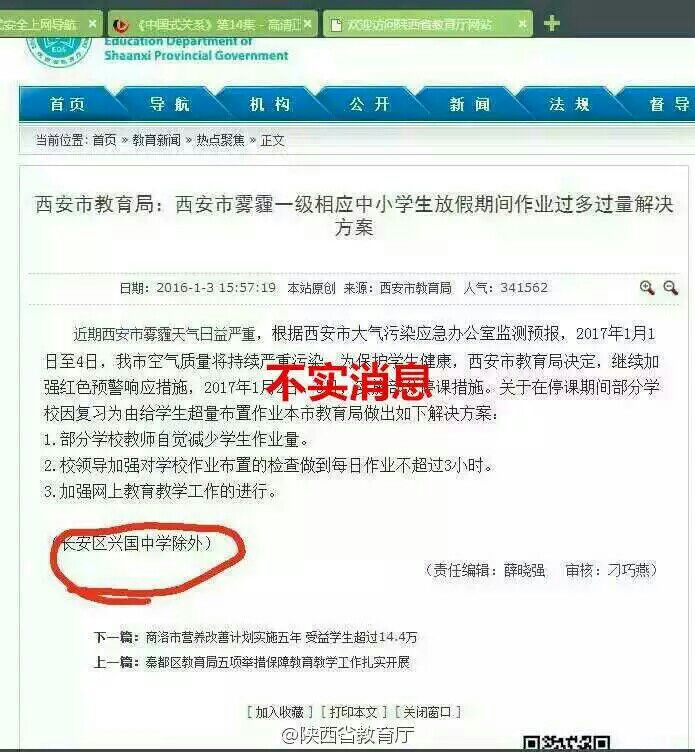 安全上网导航
《中国式关系》第14集 - 高清正
欢迎访问陕西省教育厅网站
Education Department of
Shaanxi Provincial Government
首页 导航 机构 公开 新闻 法规 督导
当前位置: 首页 » 教育新闻 » 热点聚焦 » 正文
西安市教育局：西安市雾霾一级相应中小学生放假期间作业过多过量解决
方案
日期：2016-1-3 15:57:19 本站原创 来源：西安市教育局 人气：341562
近期西安市雾霾天气日益严重，根据西安市大气污染应急办公室监测预报，2017年1月1
日至4日，我市空气质量将持续严重污染。为保护学生健康，西安市教育局决定，继续加
强红色预警响应措施，2017年1月2 停课措施。关于在停课期间部分学
不实消息
校因复习为由给学生超量布置作业本市教育局做出如下解决方案：
1.部分学校教师自觉减少学生作业量。
2.校领导加强对学校作业布置的检查做到每日作业不超过3小时。
3.加强网上教育教学工作的进行。
（长安区兴国中学除外）
（责任编辑：薛晓强 审核：刁巧燕）
下一篇：商洛市营养改善计划实施五年 受益学生超过14.4万
上一篇：秦都区教育局五项举措保障教育教学工作扎实开展
[ 加入收藏 ] [ 打印本文 ] [ 关闭窗口 ]
@陕西省教育厅